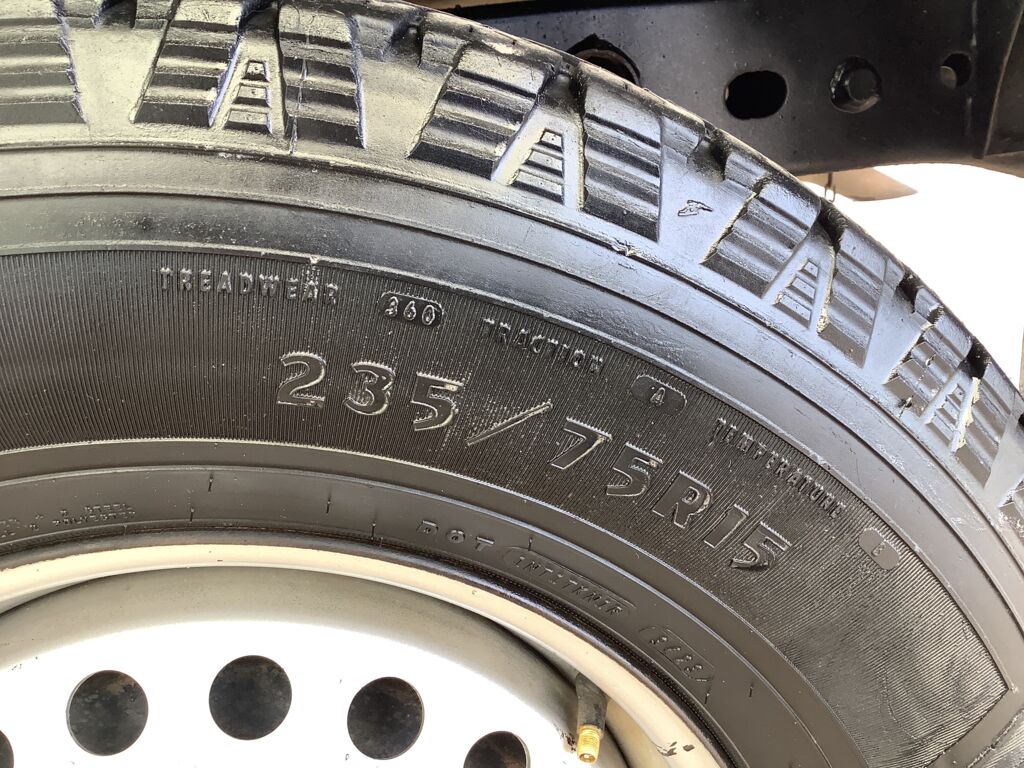 TREADWEAR 360 TRACTION A TEMPERATURE B
235/75R15
DOT